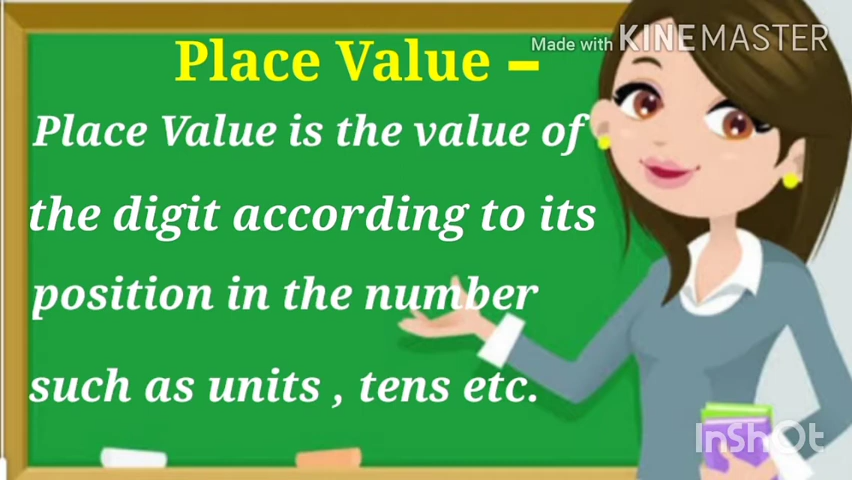 Made with KINEMASTER
Place Value –
Place Value is the value of
the digit according to its
position in the number
such as units , tens etc.
InShOt